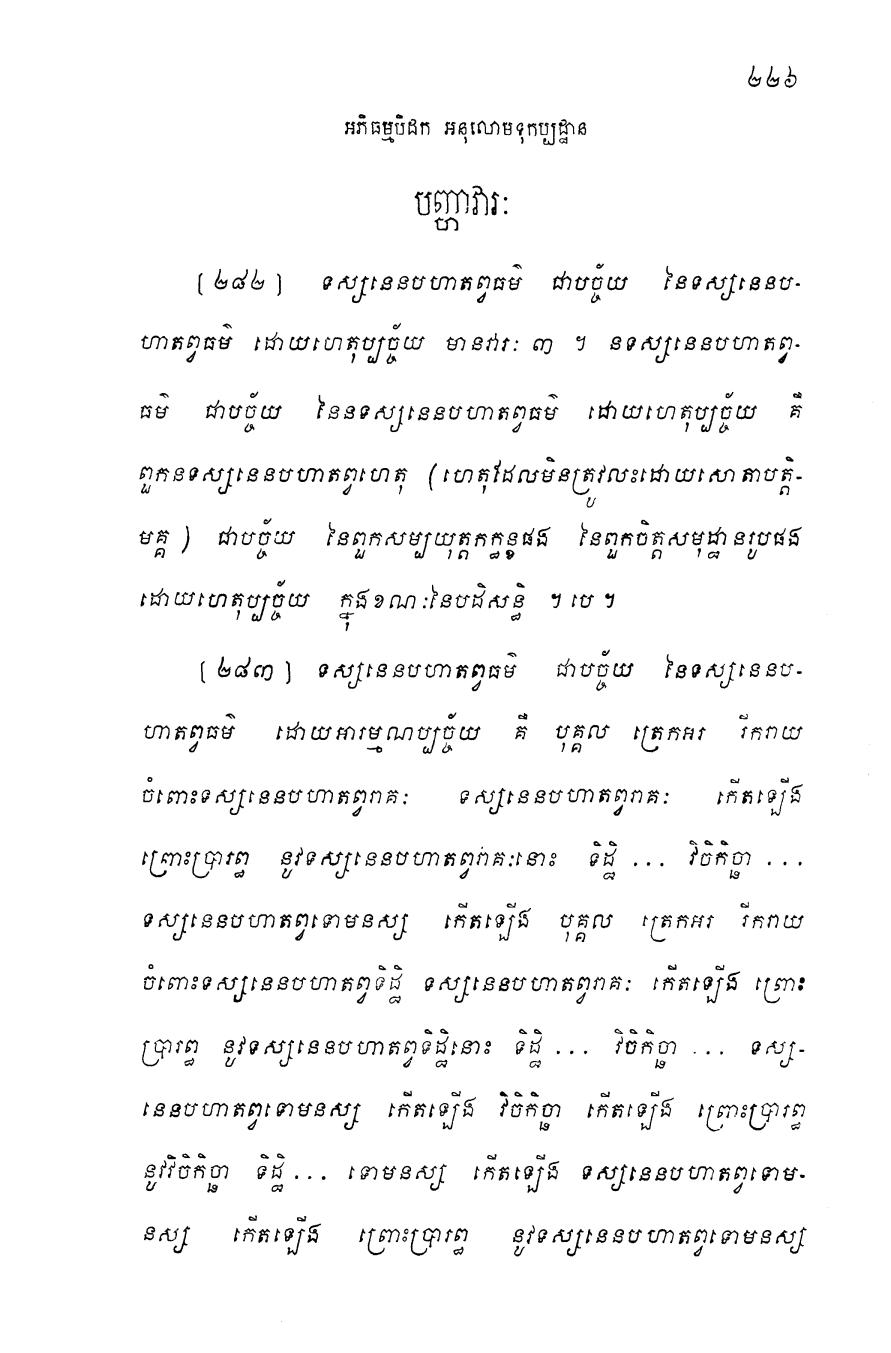 ២២៦
អភិធម្មបិដក អនុលោមទុកប្បដ្ឋាន
បញ្ហាវារៈ
[២៨២] ទស្សនេនបហាតព្វធម៌ ជាបច្ច័យ នៃទស្សនេនប-
ហាតព្វធម៌ ដោយហេតុប្បច្ច័យ មានវារៈ ៣ ។ នទស្សនេនបហាតព្វ-
ធម៌ ជាបច្ច័យ នៃនទស្សនេនបហាតព្វធម៌ ដោយហេតុប្បច្ច័យ គឺ
ពួកនទស្សនេនបហាតព្វហេតុ (ហេតុដែលមិនត្រូវលះដោយសោតាបត្តិ-
មគ្គ) ជាបច្ច័យ នៃពួកសម្បយុត្តកក្ខន្ធផង នៃពួកចិត្តសមុដ្ឋានរូបផង
ដោយហេតុប្បច្ច័យ ក្នុងខណៈនៃបដិសន្ធិ ។ បេ ។
[២៨៣] ទស្សនេនបហាតព្វធម៌ ជាបច្ច័យ នៃទស្សនេនប-
ហាតព្វធម៌ ដោយអារម្មណប្បច្ច័យ គឺ បុគ្គល ត្រេកអរ រីករាយ
ចំពោះទស្សនេនបហាតព្វរាគៈ ទស្សនេនបហាតព្វរាគៈ កើតឡើង
ព្រោះប្រារព្ធ នូវទស្សនេនបហាតព្វរាគៈនោះ ទិដ្ឋិ ... វិចិកិច្ឆា ...
ទស្សនេនបហាតព្វទោមនស្ស កើតឡើង បុគ្គល ត្រេកអរ រីករាយ
ចំពោះទស្សនេនបហាតព្វទិដ្ឋិ ទស្សនេនបហាតព្វរាគៈ កើតឡើង ព្រោះ
ប្រារព្ធ នូវទស្សនេនបហាតព្វទិដ្ឋិនោះ ទិដ្ឋិ ... វិចិកិច្ឆា ... ទស្ស-
នេនបហាតព្វទោមនស្ស កើតឡើង វិចិកិច្ឆា កើតឡើង ព្រោះប្រារព្ធ
នូវវិចិកិច្ឆា ទិដ្ឋិ ... ទោមនស្ស កើតឡើង ទស្សនេនបហាតព្វទោម-
នស្ស កើតឡើង ព្រោះប្រារព្ធ នូវទស្សនេនបហាតព្វទោមនស្ស